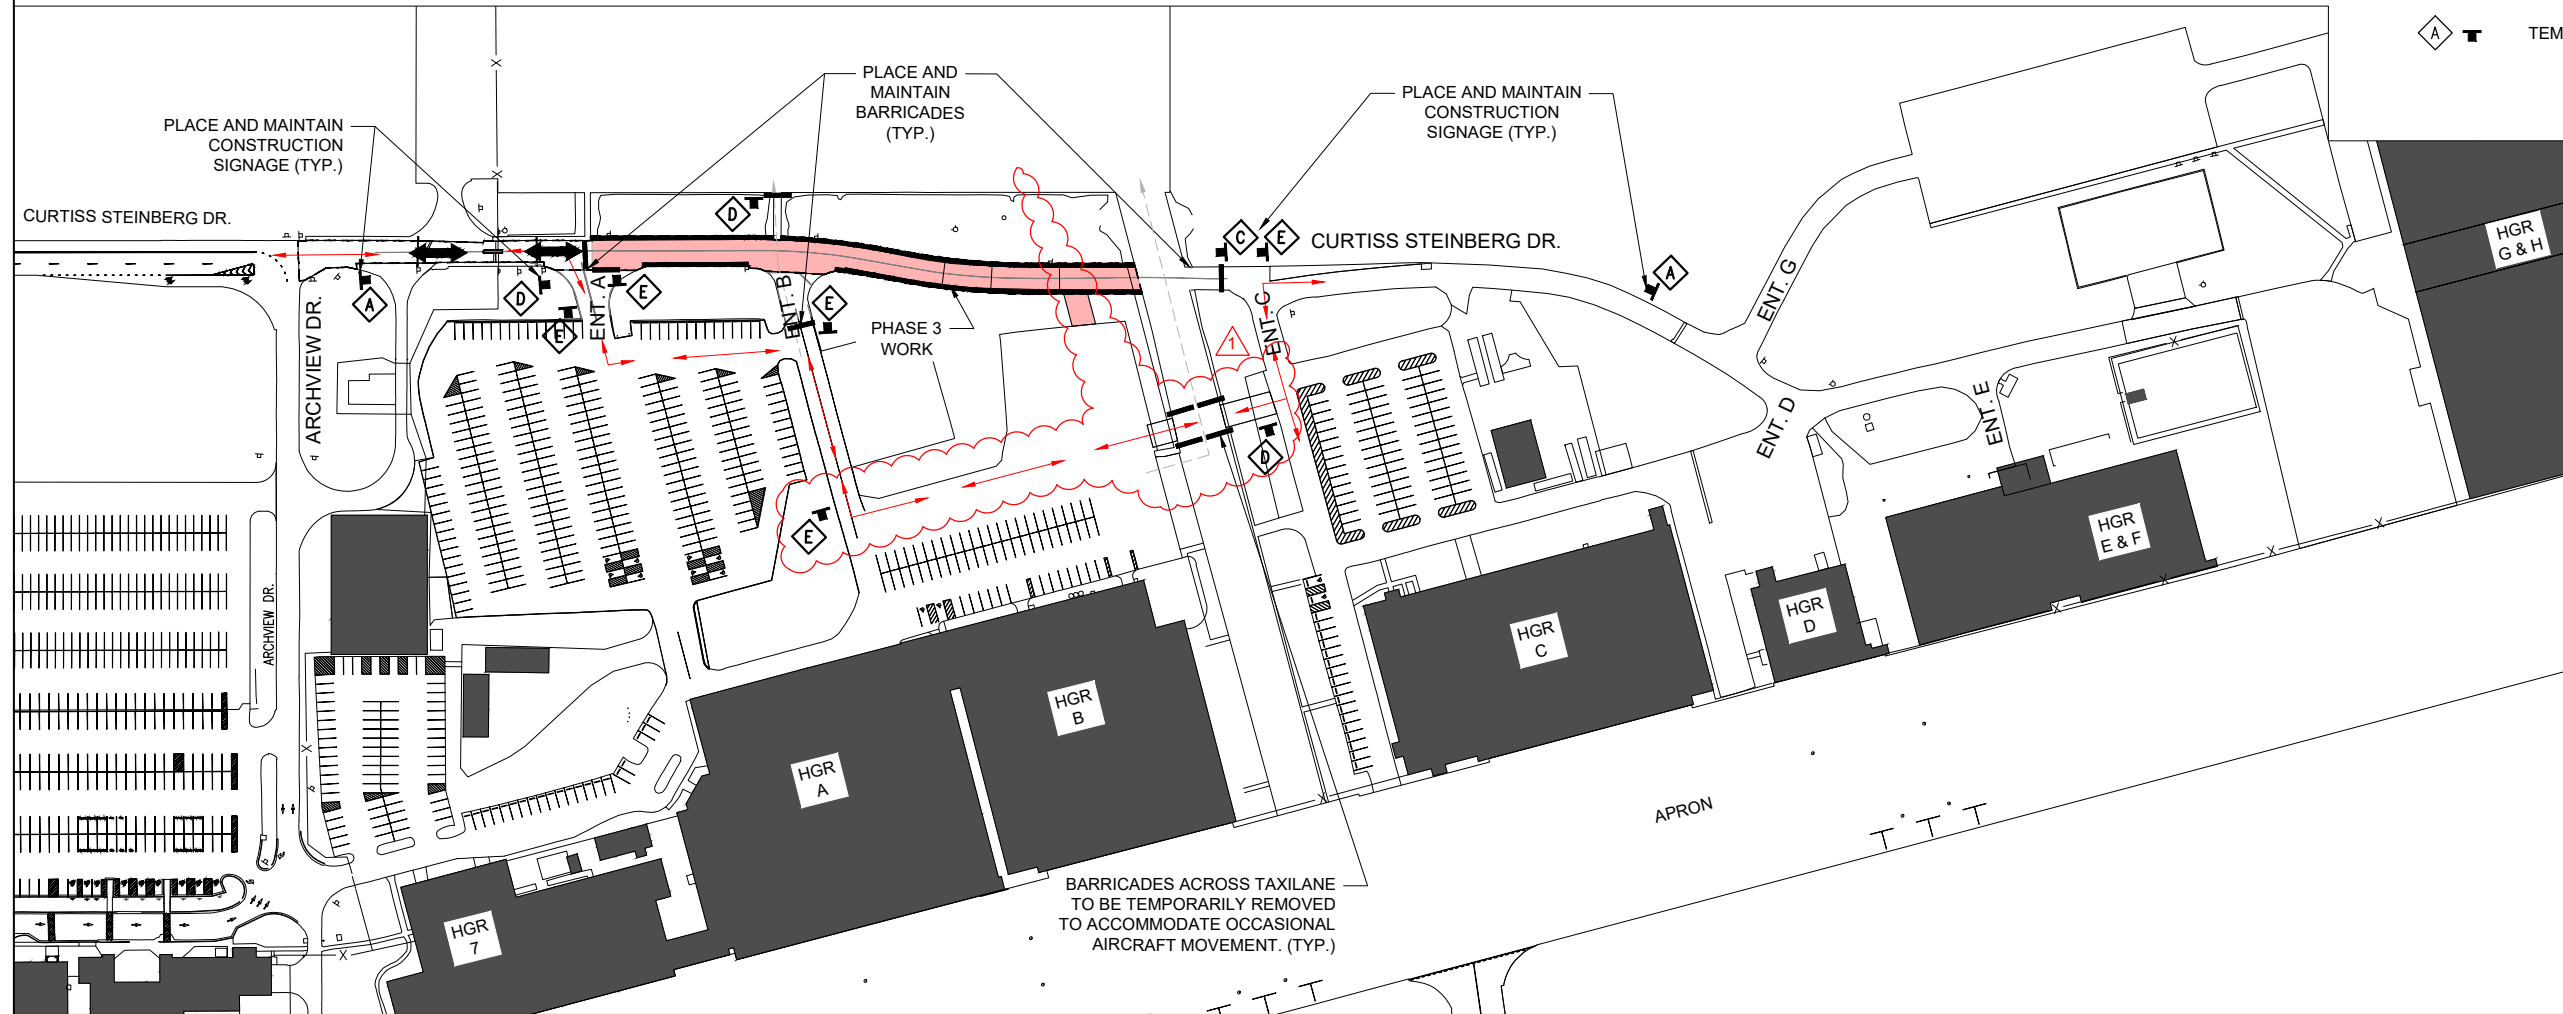 A
TEM
PLACE AND
MAINTAIN
BARRICADES
(TYP.)
PLACE AND MAINTAIN
CONSTRUCTION
SIGNAGE (TYP.)
PLACE AND MAINTAIN
CONSTRUCTION
SIGNAGE (TYP.)
CURTISS STEINBERG DR.
D
C
E
CURTISS STEINBERG DR.
HGR
G & H
A
D
E
E
A
ENT. A
ENT. B
ENT. C
ENT. G
E
PHASE 3
WORK
1
ARCHVIEW DR.
ENT. D
ENT. E
D
E
HGR
E & F
ARCHVIEW DR.
HGR
D
HGR
C
HGR
B
HGR
A
APRON
BARRICADES ACROSS TAXILANE
TO BE TEMPORARILY REMOVED
TO ACCOMMODATE OCCASIONAL
AIRCRAFT MOVEMENT. (TYP.)
HGR
7
X
X
X
X
X
X
X
X
X
X
X